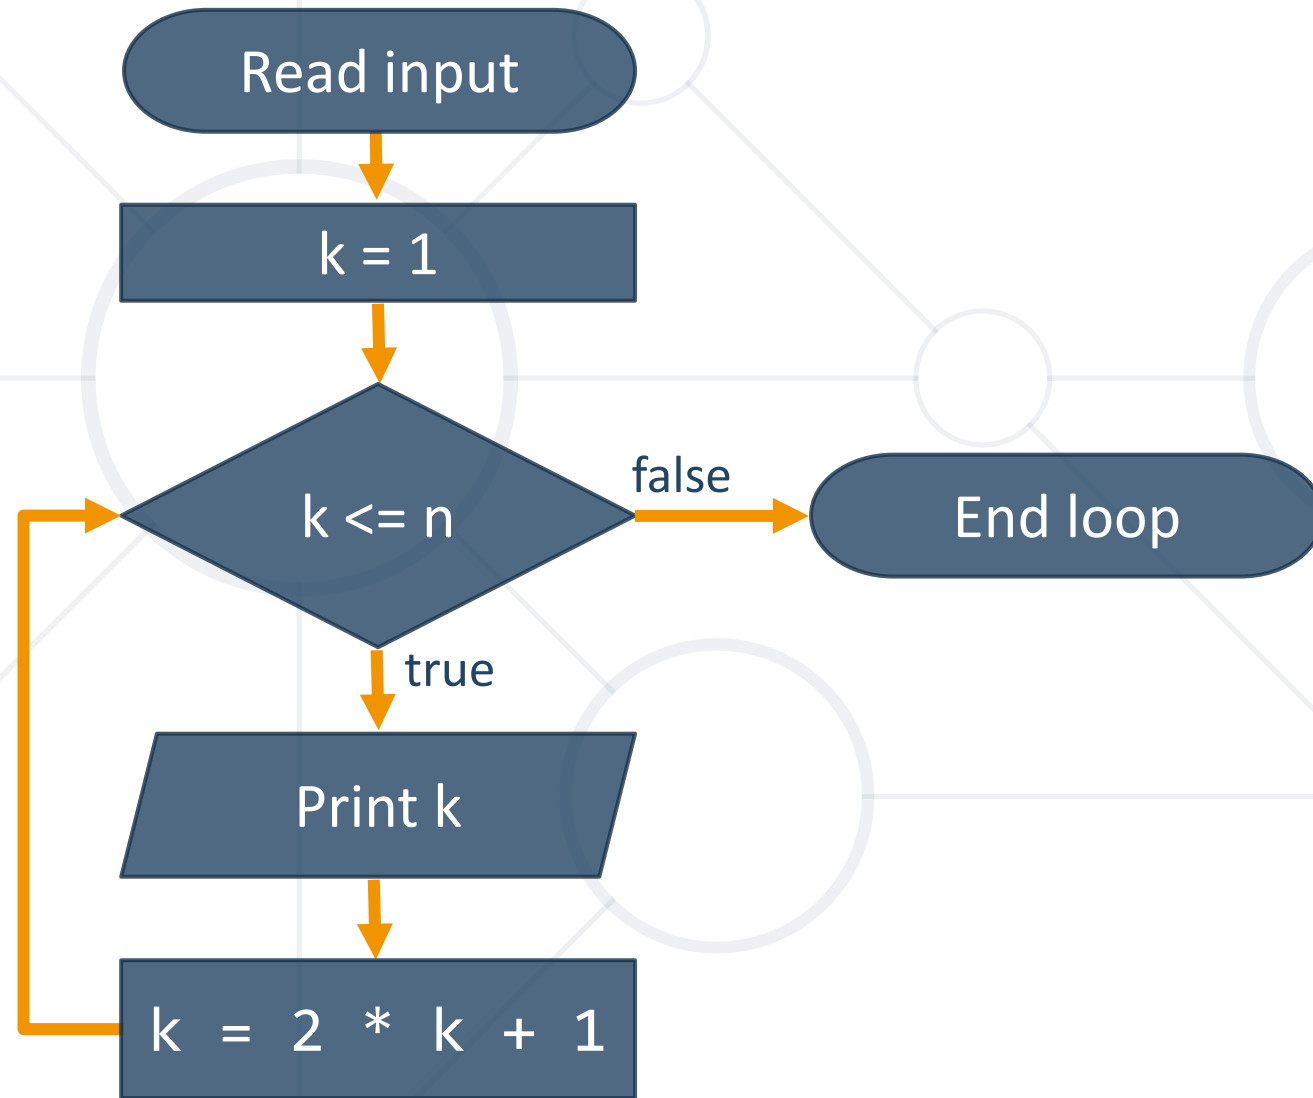 Read input
k = 1
k <= n
false
End loop
true
Print k
k = 2 * k + 1